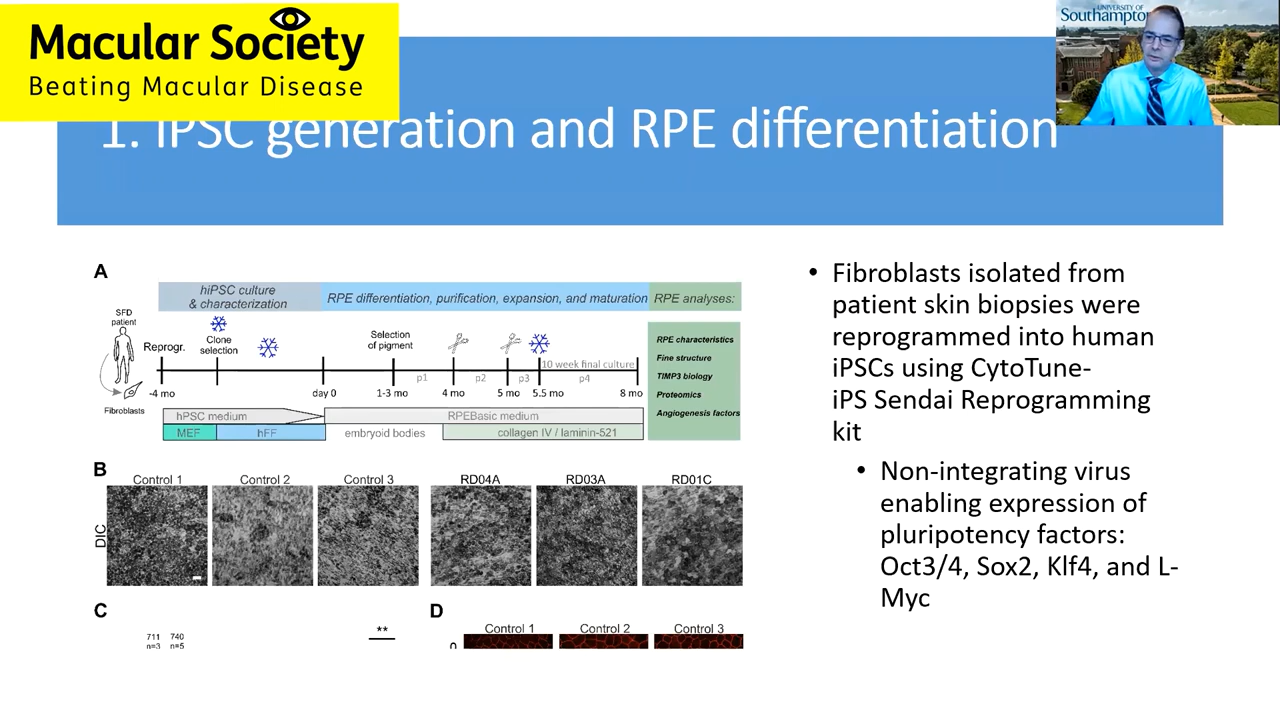 Macular Society
Beating Macular Disease
UNIVERSITY OF
Southampton
1. iPSC generation and RPE differentiation
A
hiPSC culture
& characterization
RPE differentiation, purification, expansion, and maturation
RPE analyses:
SFD
patient
Reprogr.
Clone
selection
Selection
of pigment
10 week final culture
p1
p2
p3
p4
-4 mo
day 0
1-3 mo
4 mo
5 mo
5.5 mo
8 mo
Fibroblasts
hPSC medium
RPEBasic medium
MEF
hFF
embryoid bodies
collagen IV / laminin-521
RPE characteristics
Fine structure
TIMP3 biology
Proteomics
Angiogenesis factors
B
Control 1
Control 2
Control 3
RD04A
RD03A
RD01C
DIC
C
711 740
n=3 n=5
**
D
Control 1
Control 2
Control 3
• Fibroblasts isolated from
patient skin biopsies were
reprogrammed into human
iPSCs using CytoTune-
iPS Sendai Reprogramming
kit
• Non-integrating virus
enabling expression of
pluripotency factors:
Oct3/4, Sox2, Klf4, and L-
Myc